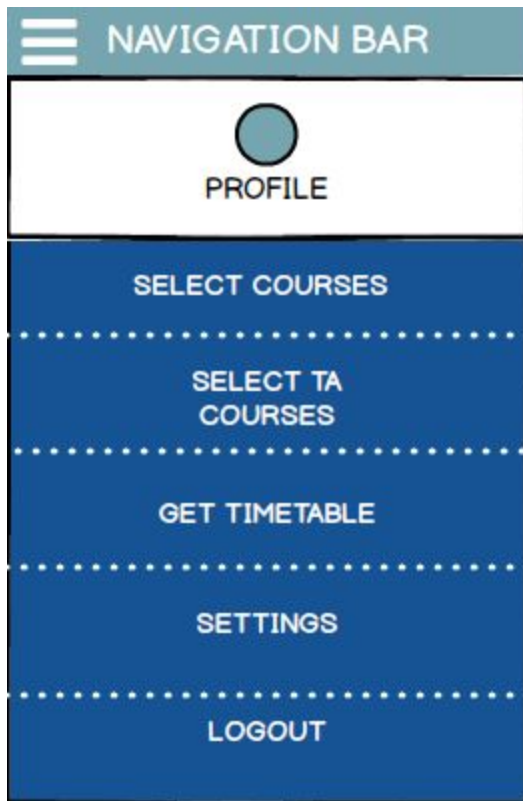 NAVIGATION BAR
PROFILE
SELECT COURSES
SELECT TA
COURSES
GET TIMETABLE
SETTINGS
LOGOUT